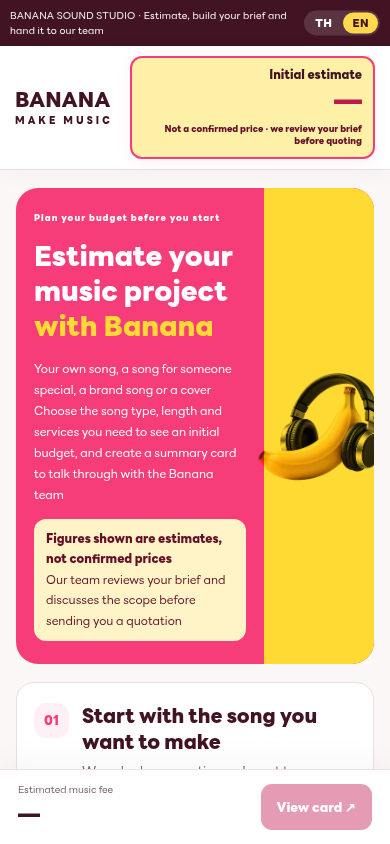 BANANA SOUND STUDIO · Estimate, build your brief and
hand it to our team
TH EN
BANANA
MAKE MUSIC
Initial estimate
—
Not a confirmed price · we review your brief
before quoting
Plan your budget before you start
Estimate your
music project
with Banana
Your own song, a song for someone
special, a brand song or a cover
Choose the song type, length and
services you need to see an initial
budget, and create a summary card
to talk through with the Banana
team
Figures shown are estimates,
not confirmed prices
Our team reviews your brief and
discusses the scope before
sending you a quotation
01
Start with the song you
want to make
Estimated music fee
—
View card ↗